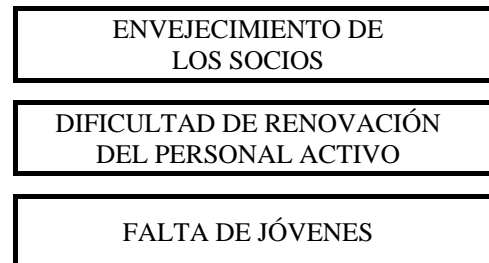 ENVEJECIMIENTO DE
LOS SOCIOS
DIFICULTAD DE RENOVACIÓN
DEL PERSONAL ACTIVO
FALTA DE JÓVENES